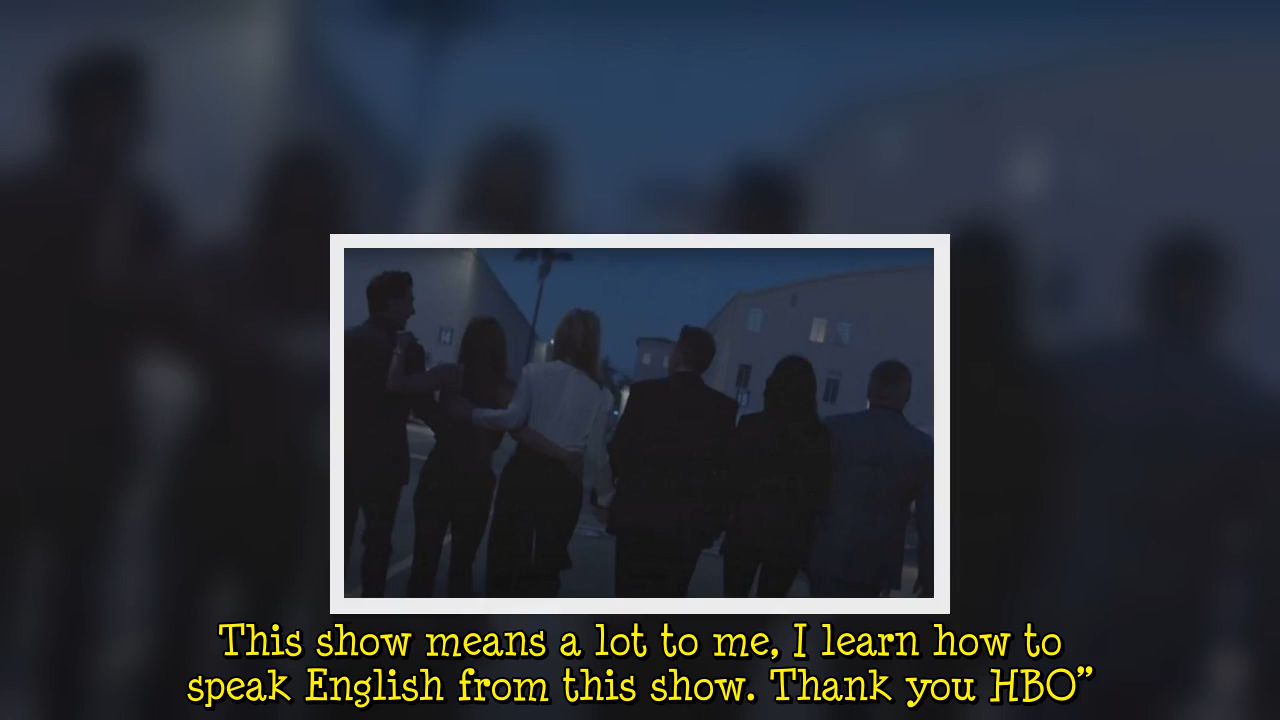 This show means a lot to me, I learn how to
speak English from this show. Thank you HBO”